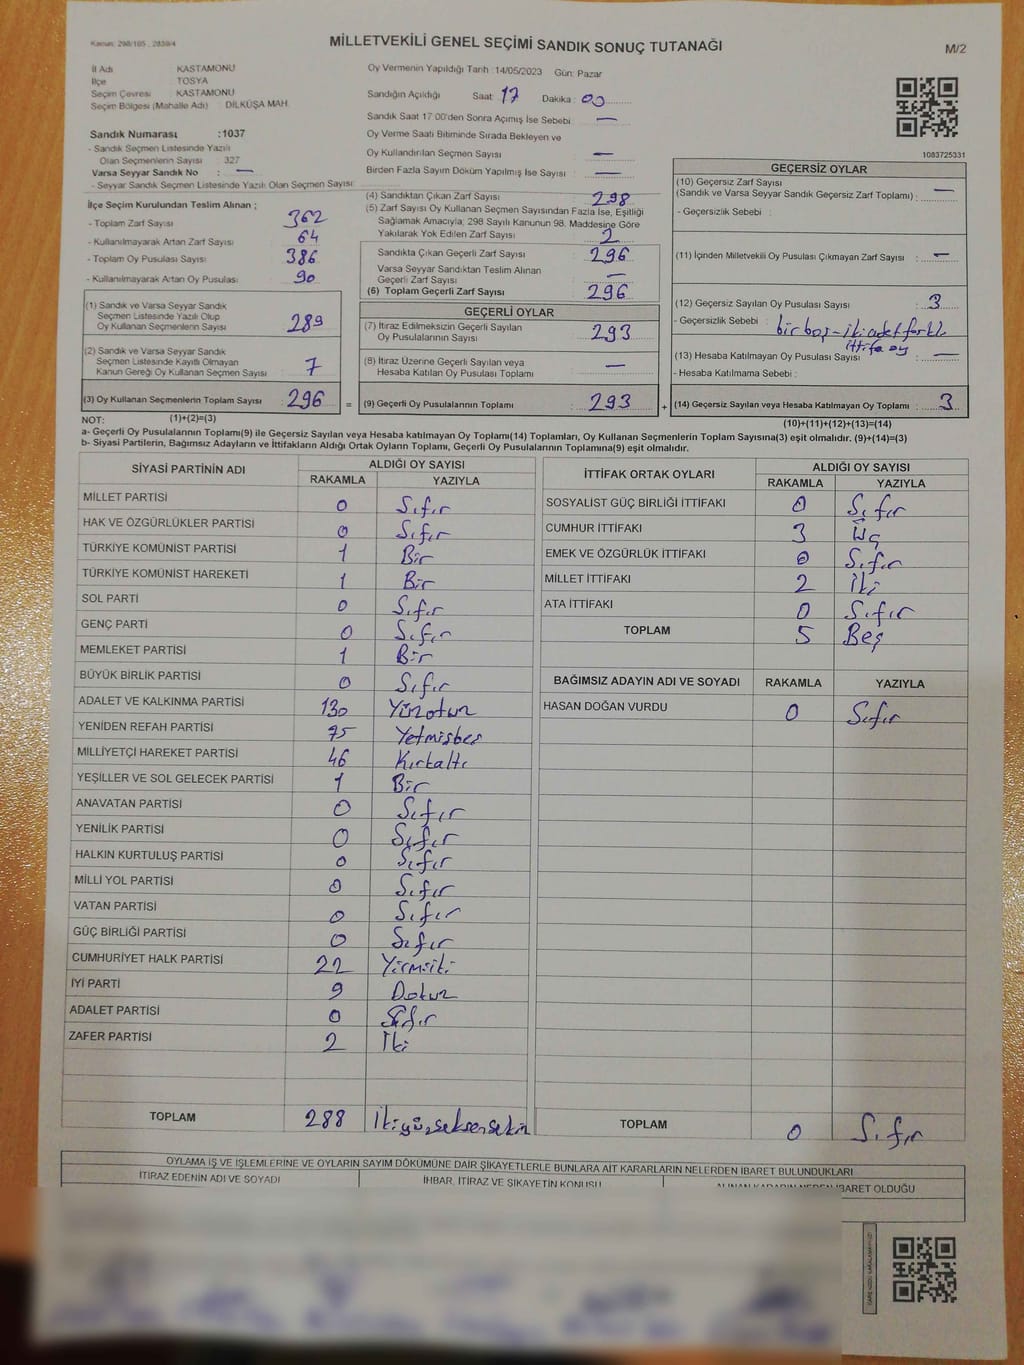 Kanun: 298/105 , 2839/4
MİLLETVEKİLİ GENEL SEÇİMİ SANDIK SONUÇ TUTANAĞI
M/2
İl Adı KASTAMONU
İlçe TOSYA
Seçim Çevresi : KASTAMONU
Seçim Bölgesi (Mahalle Adı) : DİLKÜŞA MAH.
Sandık Numarası :1037
- Sandık Seçmen Listesinde Yazılı
Olan Seçmenlerin Sayısı : 327
Varsa Seyyar Sandık No : —
- Seyyar Sandık Seçmen Listesinde Yazılı Olan Seçmen Sayısı:
İlçe Seçim Kurulundan Teslim Alınan ;
- Toplam Zarf Sayısı : 362
- Kullanılmayarak Artan Zarf Sayısı : 64
- Toplam Oy Pusulası Sayısı : 386
- Kullanılmayarak Artan Oy Pusulası : 90
(1) Sandık ve Varsa Seyyar Sandık
Seçmen Listesinde Yazılı Olup
Oy Kullanan Seçmenlerin Sayısı : 289
(2) Sandık ve Varsa Seyyar Sandık
Seçmen Listesinde Kayıtlı Olmayan
Kanun Gereği Oy Kullanan Seçmen Sayısı : 7
(3) Oy Kullanan Seçmenlerin Toplam Sayısı : 296
(1)+(2)=(3)
Oy Vermenin Yapıldığı Tarih :14/05/2023 Gün: Pazar
Sandığın Açıldığı Saat: 17 Dakika : 00
Sandık Saat 17:00'den Sonra Açılmış İse Sebebi : —
Oy Verme Saati Bitiminde Sırada Bekleyen ve
Oy Kullandırılan Seçmen Sayısı : —
Birden Fazla Sayım Döküm Yapılmış İse Sayısı : —
(4) Sandıktan Çıkan Zarf Sayısı : 298
(5) Zarf Sayısı Oy Kullanan Seçmen Sayısından Fazla İse, Eşitliği
Sağlamak Amacıyla, 298 Sayılı Kanunun 98. Maddesine Göre
Yakılarak Yok Edilen Zarf Sayısı : 2
Sandıkta Çıkan Geçerli Zarf Sayısı : 296
Varsa Seyyar Sandıktan Teslim Alınan
Geçerli Zarf Sayısı : —
(6) Toplam Geçerli Zarf Sayısı : 296
GEÇERLİ OYLAR
(7) İtiraz Edilmeksizin Geçerli Sayılan
Oy Pusulalarının Sayısı : 293
(8) İtiraz Üzerine Geçerli Sayılan veya
Hesaba Katılan Oy Pusulası Toplamı : —
= (9) Geçerli Oy Pusulalarının Toplamı : 293
1083725331
GEÇERSİZ OYLAR
(10) Geçersiz Zarf Sayısı
(Sandık ve Varsa Seyyar Sandık Geçersiz Zarf Toplamı) : —
- Geçersizlik Sebebi :
(11) İçinden Milletvekili Oy Pusulası Çıkmayan Zarf Sayısı : —
(12) Geçersiz Sayılan Oy Pusulası Sayısı : 3
- Geçersizlik Sebebi : bir boş - iki adet farklı
ittifa oy
(13) Hesaba Katılmayan Oy Pusulası Sayısı : —
- Hesaba Katılmama Sebebi :
+ (14) Geçersiz Sayılan veya Hesaba Katılmayan Oy Toplamı : 3
(10)+(11)+(12)+(13)=(14)
NOT:
a- Geçerli Oy Pusulalarının Toplamı(9) ile Geçersiz Sayılan veya Hesaba katılmayan Oy Toplamı(14) Toplamları, Oy Kullanan Seçmenlerin Toplam Sayısına(3) eşit olmalıdır. (9)+(14)=(3)
b- Siyasi Partilerin, Bağımsız Adayların ve İttifakların Aldığı Ortak Oyların Toplamı, Geçerli Oy Pusulalarının Toplamına(9) eşit olmalıdır.
SİYASİ PARTİNİN ADI ALDIĞI OY SAYISI
RAKAMLA YAZIYLA
MİLLET PARTİSİ 0 Sıfır
HAK VE ÖZGÜRLÜKLER PARTİSİ 0 Sıfır
TÜRKİYE KOMÜNİST PARTİSİ 1 Bir
TÜRKİYE KOMÜNİST HAREKETİ 1 Bir
SOL PARTİ 0 Sıfır
GENÇ PARTİ 0 Sıfır
MEMLEKET PARTİSİ 1 Bir
BÜYÜK BİRLİK PARTİSİ 0 Sıfır
ADALET VE KALKINMA PARTİSİ 130 Yüzotuz
YENİDEN REFAH PARTİSİ 75 Yetmişbeş
MİLLİYETÇİ HAREKET PARTİSİ 46 Kırkaltı
YEŞİLLER VE SOL GELECEK PARTİSİ 1 Bir
ANAVATAN PARTİSİ 0 Sıfır
YENİLİK PARTİSİ 0 Sıfır
HALKIN KURTULUŞ PARTİSİ 0 Sıfır
MİLLİ YOL PARTİSİ 0 Sıfır
VATAN PARTİSİ 0 Sıfır
GÜÇ BİRLİĞİ PARTİSİ 0 Sıfır
CUMHURİYET HALK PARTİSİ 22 Yirmiiki
İYİ PARTİ 9 Dokuz
ADALET PARTİSİ 0 Sıfır
ZAFER PARTİSİ 2 İki
TOPLAM 288 İkiyüzseksensekiz
İTTİFAK ORTAK OYLARI ALDIĞI OY SAYISI
RAKAMLA YAZIYLA
SOSYALİST GÜÇ BİRLİĞİ İTTİFAKI 0 Sıfır
CUMHUR İTTİFAKI 3 Üç
EMEK VE ÖZGÜRLÜK İTTİFAKI 0 Sıfır
MİLLET İTTİFAKI 2 İki
ATA İTTİFAKI 0 Sıfır
TOPLAM 5 Beş
BAĞIMSIZ ADAYIN ADI VE SOYADI RAKAMLA YAZIYLA
HASAN DOĞAN VURDU 0 Sıfır
TOPLAM 0 Sıfır
OYLAMA İŞ VE İŞLEMLERİNE VE OYLARIN SAYIM DÖKÜMÜNE DAİR ŞİKAYETLERLE BUNLARA AİT KARARLARIN NELERDEN İBARET BULUNDUKLARI
İTİRAZ EDENİN ADI VE SOYADI İHBAR, İTİRAZ VE ŞİKAYETİN KONUSU ALINAN KARARIN NEDEN İBARET OLDUĞU